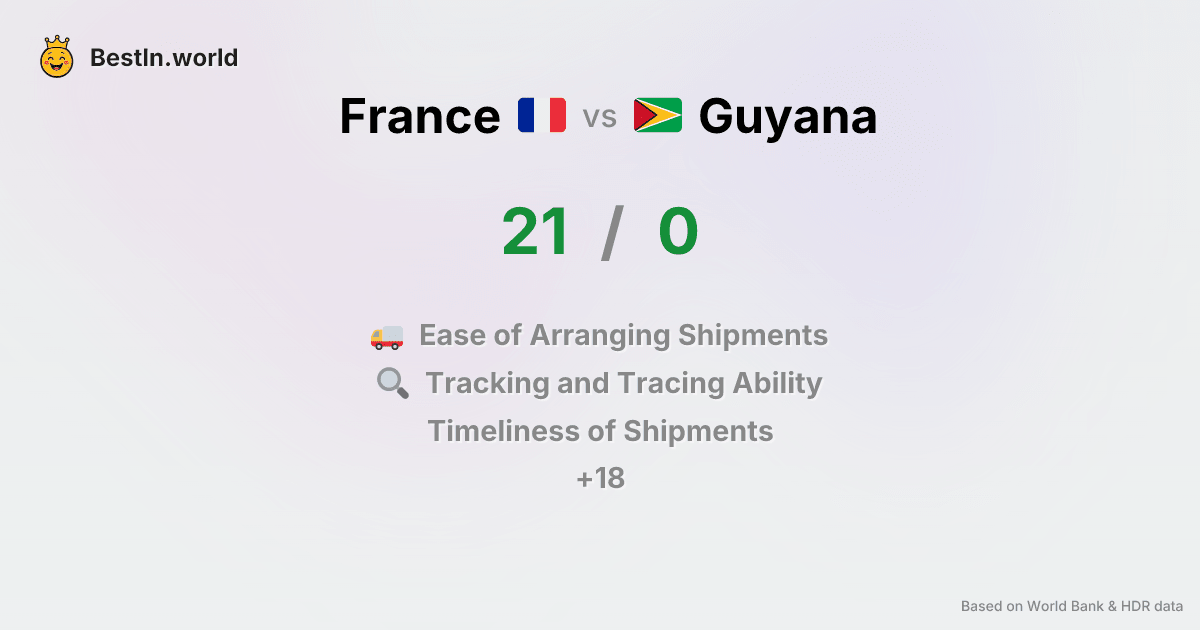 BestIn.world
France vs Guyana
21 / 0
Ease of Arranging Shipments
Tracking and Tracing Ability
Timeliness of Shipments
+18
Based on World Bank & HDR data